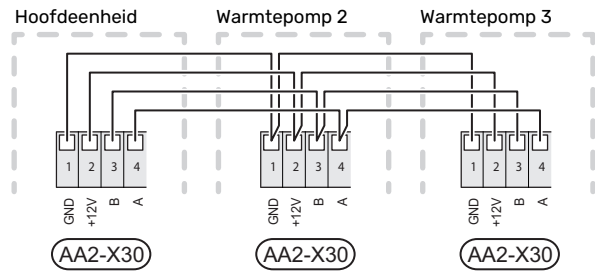 Hoofdeenheid Warmtepomp 2 Warmtepomp 3
1 2 3 4 1 2 3 4 1 2 3 4
GND +12V B A GND +12V B A GND +12V B A
AA2-X30 AA2-X30 AA2-X30